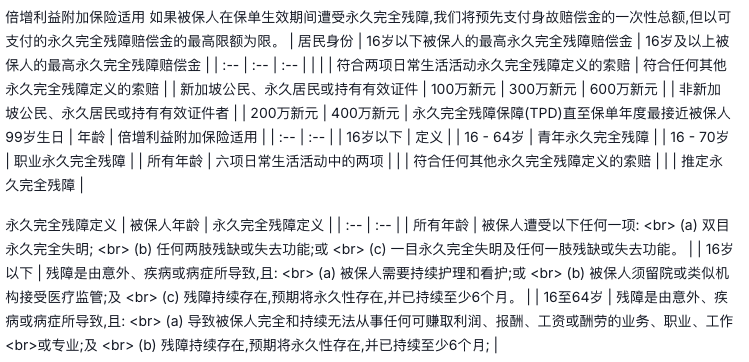 倍增利益附加保险适用 如果被保人在保单生效期间遭受永久完全残障,我们将预先支付身故赔偿金的一次性总额,但以可
支付的永久完全残障赔偿金的最高限额为限。 | 居民身份 | 16岁以下被保人的最高永久完全残障赔偿金 | 16岁及以上被
保人的最高永久完全残障赔偿金 | | :-- | :-- | :-- | | | | 符合两项日常生活活动永久完全残障定义的索赔 | 符合任何其他
永久完全残障定义的索赔 | | 新加坡公民、永久居民或持有有效证件 | 100万新元 | 300万新元 | 600万新元 | | 非新加
坡公民、永久居民或持有有效证件者 | | 200万新元 | 400万新元 | 永久完全残障保障(TPD)直至保单年度最接近被保人
99岁生日 | 年龄 | 倍增利益附加保险适用 | | :-- | :-- | | 16岁以下 | 定义 | | 16 - 64岁 | 青年永久完全残障 | | 16 - 70岁
| 职业永久完全残障 | | 所有年龄 | 六项日常生活活动中的两项 | | | 符合任何其他永久完全残障定义的索赔 | | | 推定永
久完全残障 |
永久完全残障定义 | 被保人年龄 | 永久完全残障定义 | | :-- | :-- | | 所有年龄 | 被保人遭受以下任何一项: <br> (a) 双目
永久完全失明; <br> (b) 任何两肢残缺或失去功能;或 <br> (c) 一目永久完全失明及任何一肢残缺或失去功能。 | | 16岁
以下 | 残障是由意外、疾病或病症所导致,且: <br> (a) 被保人需要持续护理和看护;或 <br> (b) 被保人须留院或类似机
构接受医疗监管;及 <br> (c) 残障持续存在,预期将永久性存在,并已持续至少6个月。 | | 16至64岁 | 残障是由意外、疾
病或病症所导致,且: <br> (a) 导致被保人完全和持续无法从事任何可赚取利润、报酬、工资或酬劳的业务、职业、工作
<br>或专业;及 <br> (b) 残障持续存在,预期将永久性存在,并已持续至少6个月; |